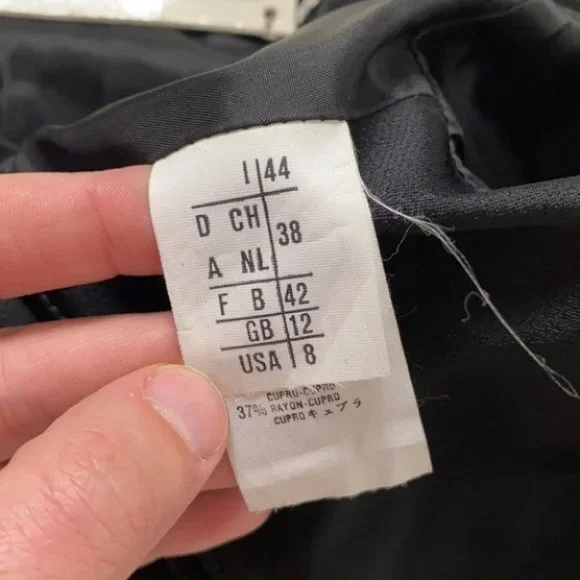 I 44
D CH
38
A NL
F B 42
GB 12
USA 8
CUPRO-CUPRO
37% RAYON-CUPRO
CUPRO キュプラ